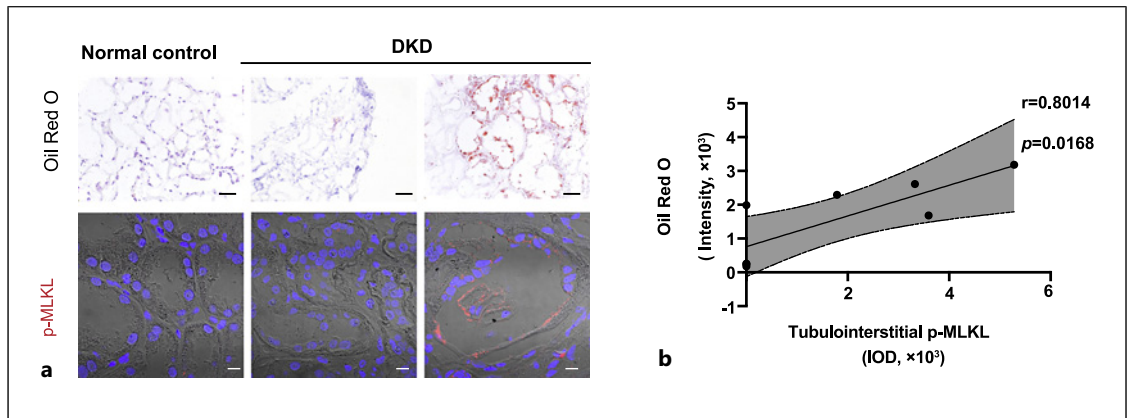 Normal control
DKD
Oil Red O
p-MLKL
a
5
4
3
2
1
0
-1
2
4
6
r=0.8014
p=0.0168
Oil Red O
( Intensity, ×10³)
Tubulointerstitial p-MLKL
(IOD, ×10³)
b